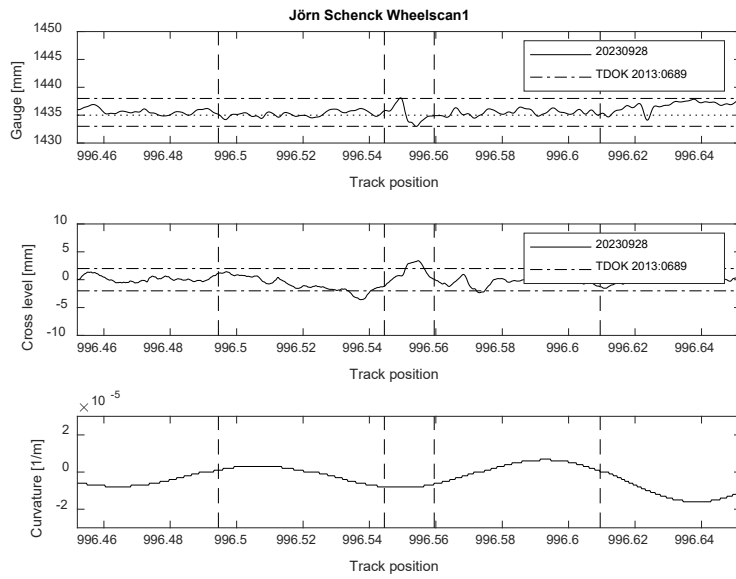 Jörn Schenck Wheelscan1
1450
1445
1440
1435
1430
Gauge [mm]
20230928
TDOK 2013:0689
996.46 996.48 996.5 996.52 996.54 996.56 996.58 996.6 996.62 996.64
Track position
10
5
0
-5
-10
Cross level [mm]
20230928
TDOK 2013:0689
996.46 996.48 996.5 996.52 996.54 996.56 996.58 996.6 996.62 996.64
Track position
× 10 -5
2
0
-2
Curvature [1/m]
996.46 996.48 996.5 996.52 996.54 996.56 996.58 996.6 996.62 996.64
Track position